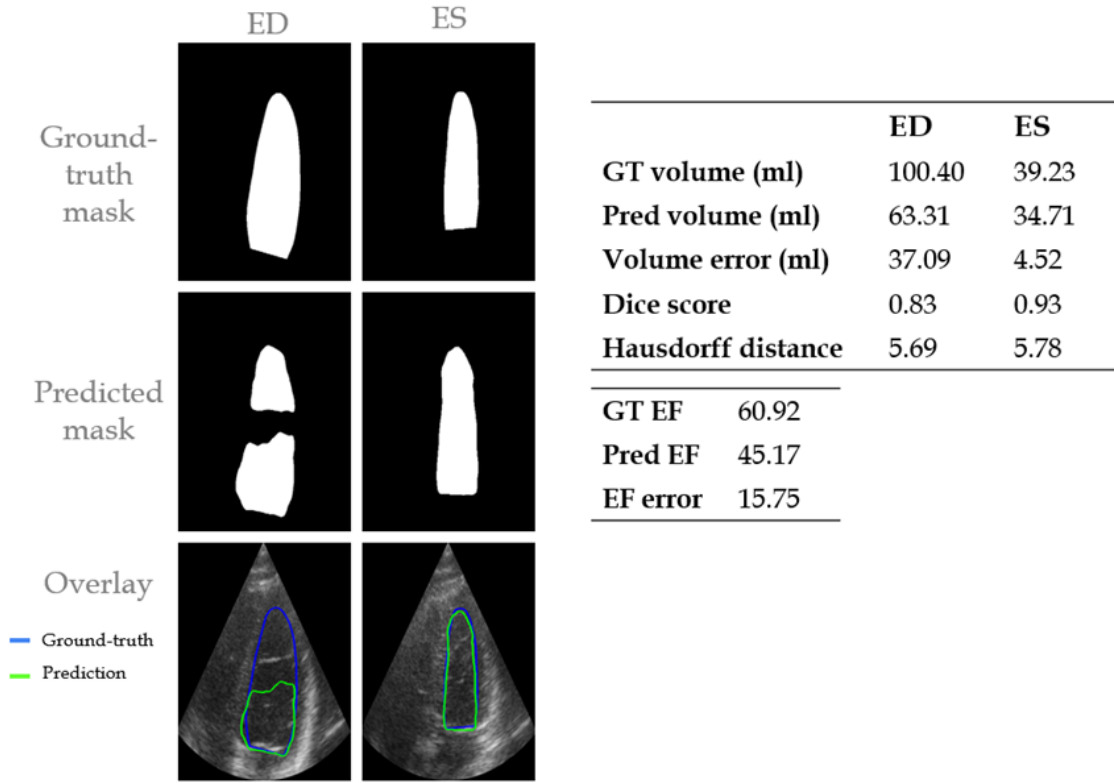 ED ES
Ground-
truth
mask
Predicted
mask
Overlay
Ground-truth
Prediction
ED ES
GT volume (ml) 100.40 39.23
Pred volume (ml) 63.31 34.71
Volume error (ml) 37.09 4.52
Dice score 0.83 0.93
Hausdorff distance 5.69 5.78
GT EF 60.92
Pred EF 45.17
EF error 15.75